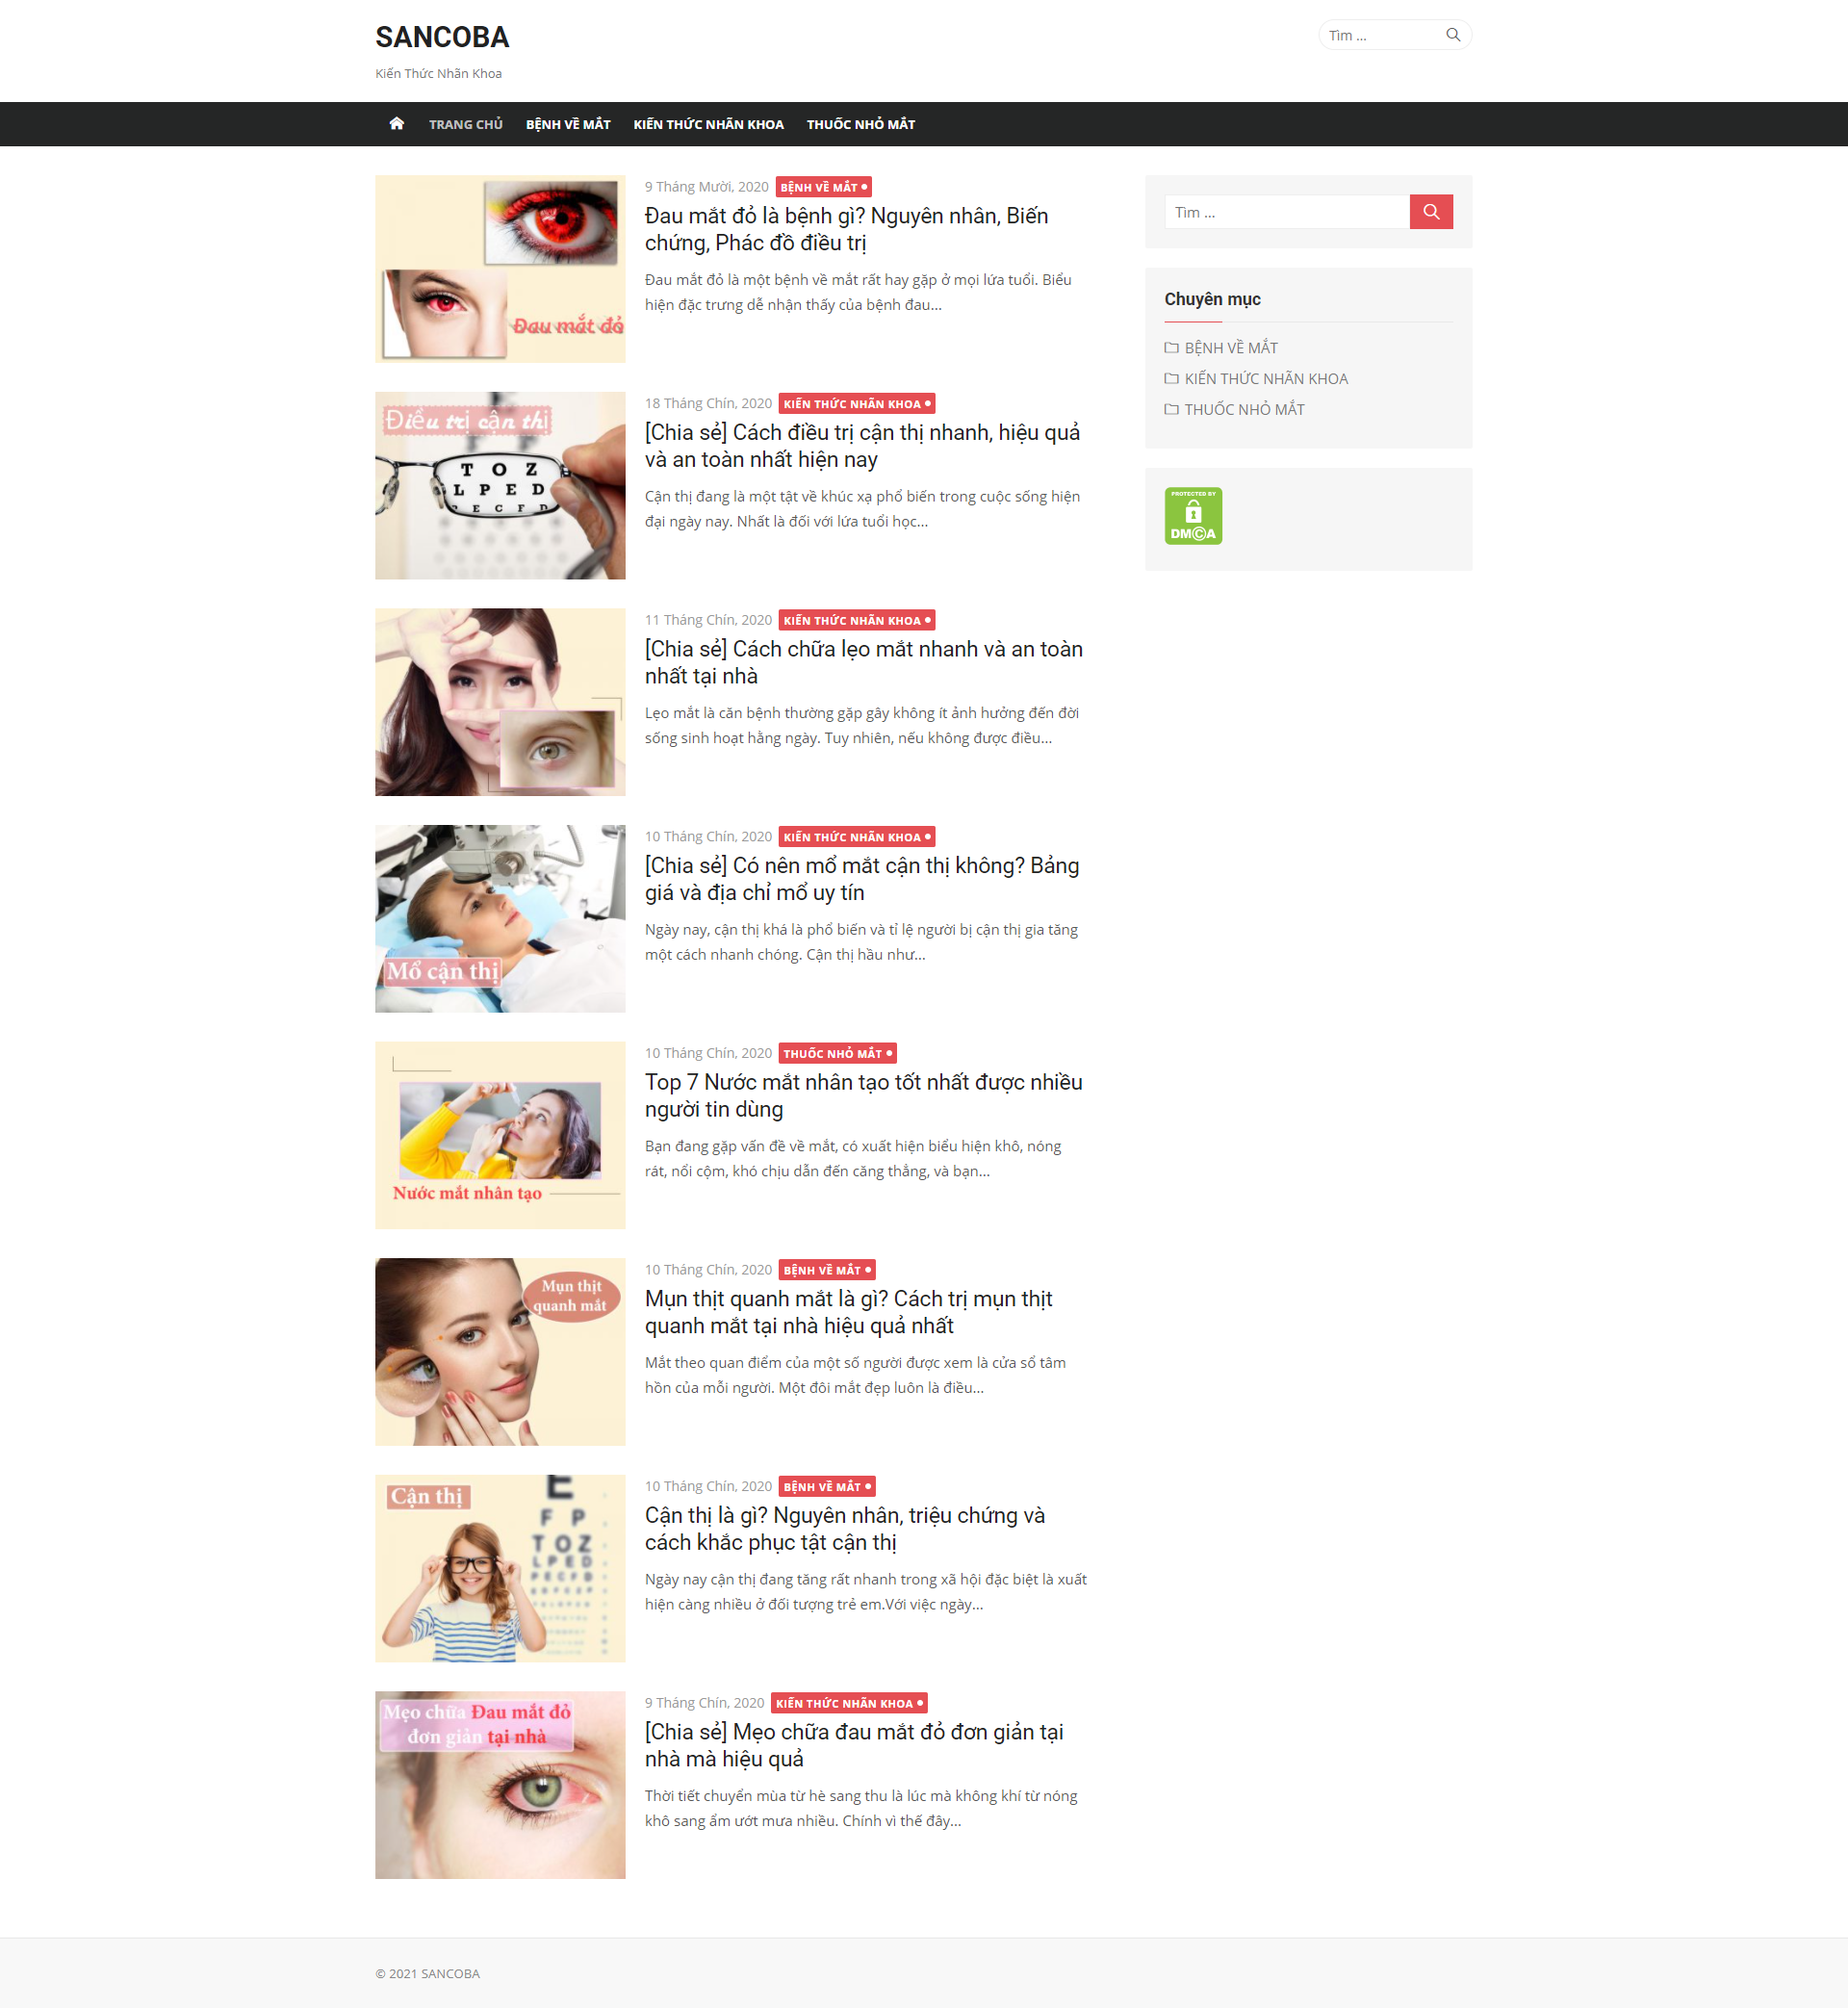 SANCOBA
Kiến Thức Nhãn Khoa
Tìm ...
TRANG CHỦ BỆNH VỀ MẮT KIẾN THỨC NHÃN KHOA THUỐC NHỎ MẮT
Đau mắt đỏ
9 Tháng Mười, 2020 BỆNH VỀ MẮT
Đau mắt đỏ là bệnh gì? Nguyên nhân, Biến
chứng, Phác đồ điều trị
Đau mắt đỏ là một bệnh về mắt rất hay gặp ở mọi lứa tuổi. Biểu
hiện đặc trưng dễ nhận thấy của bệnh đau...
Điều trị cận thị
T O Z
L P E D
P E C F D
18 Tháng Chín, 2020 KIẾN THỨC NHÃN KHOA
[Chia sẻ] Cách điều trị cận thị nhanh, hiệu quả
và an toàn nhất hiện nay
Cận thị đang là một tật về khúc xạ phổ biến trong cuộc sống hiện
đại ngày nay. Nhất là đối với lứa tuổi học...
11 Tháng Chín, 2020 KIẾN THỨC NHÃN KHOA
[Chia sẻ] Cách chữa lẹo mắt nhanh và an toàn
nhất tại nhà
Lẹo mắt là căn bệnh thường gặp gây không ít ảnh hưởng đến đời
sống sinh hoạt hằng ngày. Tuy nhiên, nếu không được điều...
Mổ cận thị
10 Tháng Chín, 2020 KIẾN THỨC NHÃN KHOA
[Chia sẻ] Có nên mổ mắt cận thị không? Bảng
giá và địa chỉ mổ uy tín
Ngày nay, cận thị khá là phổ biến và tỉ lệ người bị cận thị gia tăng
một cách nhanh chóng. Cận thị hầu như...
Nước mắt nhân tạo
10 Tháng Chín, 2020 THUỐC NHỎ MẮT
Top 7 Nước mắt nhân tạo tốt nhất được nhiều
người tin dùng
Bạn đang gặp vấn đề về mắt, có xuất hiện biểu hiện khô, nóng
rát, nổi cộm, khó chịu dẫn đến căng thẳng, và bạn...
Mụn thịt
quanh mắt
10 Tháng Chín, 2020 BỆNH VỀ MẮT
Mụn thịt quanh mắt là gì? Cách trị mụn thịt
quanh mắt tại nhà hiệu quả nhất
Mắt theo quan điểm của một số người được xem là cửa sổ tâm
hồn của mỗi người. Một đôi mắt đẹp luôn là điều...
Cận thị
E
F P
T O Z
L P E D
P E C F D
E D F C Z P
10 Tháng Chín, 2020 BỆNH VỀ MẮT
Cận thị là gì? Nguyên nhân, triệu chứng và
cách khắc phục tật cận thị
Ngày nay cận thị đang tăng rất nhanh trong xã hội đặc biệt là xuất
hiện càng nhiều ở đối tượng trẻ em.Với việc ngày...
Mẹo chữa Đau mắt đỏ
đơn giản tại nhà
9 Tháng Chín, 2020 KIẾN THỨC NHÃN KHOA
[Chia sẻ] Mẹo chữa đau mắt đỏ đơn giản tại
nhà mà hiệu quả
Thời tiết chuyển mùa từ hè sang thu là lúc mà không khí từ nóng
khô sang ẩm ướt mưa nhiều. Chính vì thế đây...
Tìm ...
Chuyên mục
BỆNH VỀ MẮT
KIẾN THỨC NHÃN KHOA
THUỐC NHỎ MẮT
PROTECTED BY
DMCA
© 2021 SANCOBA